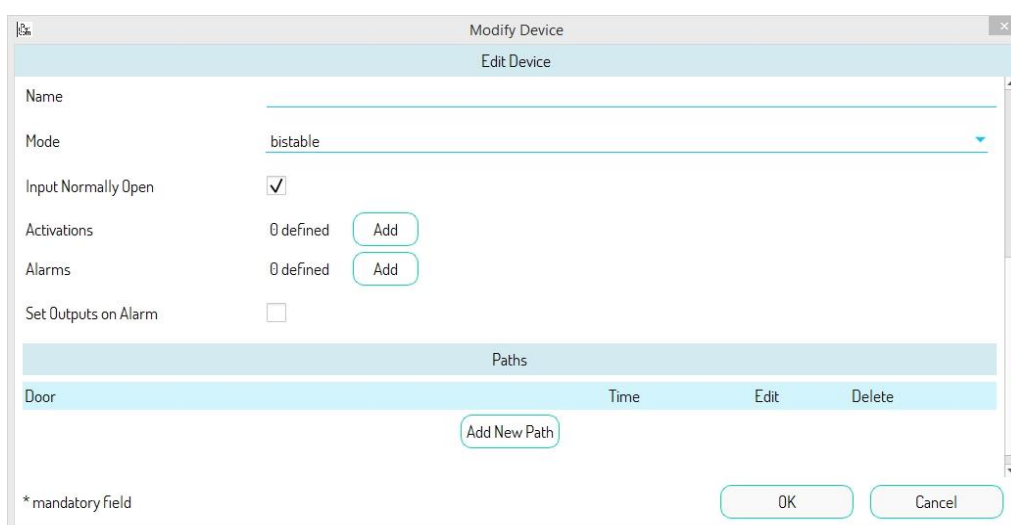 Modify Device
Edit Device
Name
Mode bistable
Input Normally Open
Activations 0 defined Add
Alarms 0 defined Add
Set Outputs on Alarm
Paths
Door Time Edit Delete
Add New Path
* mandatory field OK Cancel